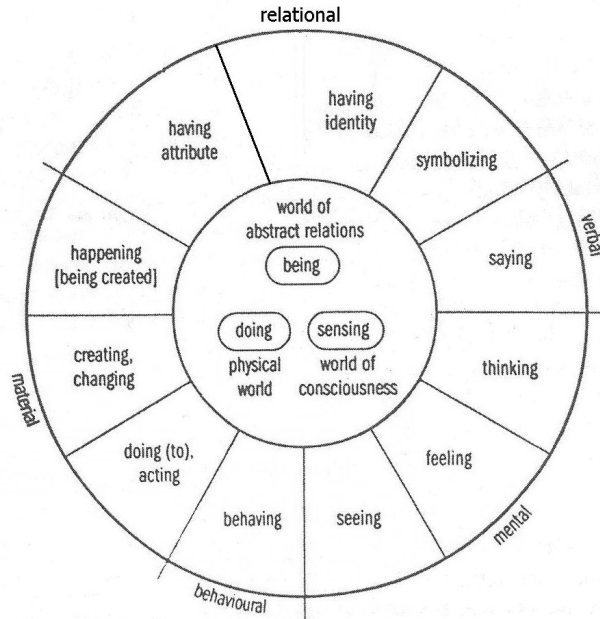 relational
having
identity
having
attribute
symbolizing
world of
abstract relations
being
verbal
happening
[being created]
saying
doing
sensing
physical
world
world of
consciousness
creating,
changing
thinking
material
doing (to),
acting
feeling
behaving
seeing
mental
behavioural